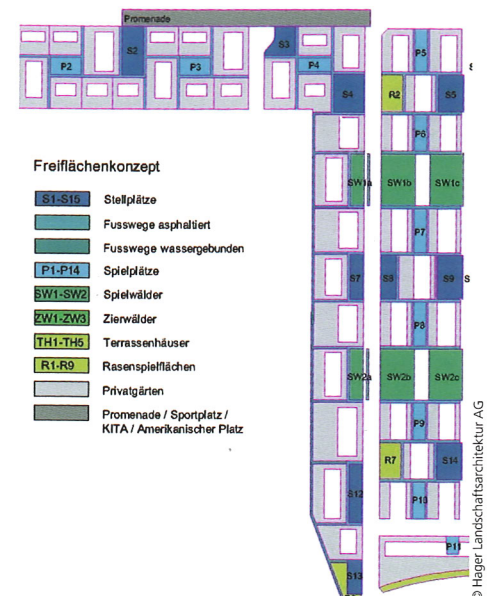 Promenade
P2
S2
P3
S3
P4
S4
P5
R2
S5
P6
SW1a
SW1b
SW1c
P7
S7
S8
S9
P8
SW2a
SW2b
SW2c
P9
R7
S14
S12
P10
P11
S13
Freiflächenkonzept
S1-S15 Stellplätze
Fusswege asphaltiert
Fusswege wassergebunden
P1-P14 Spielplätze
SW1-SW2 Spielwälder
ZW1-ZW3 Zierwälder
TH1-TH5 Terrassenhäuser
R1-R9 Rasenspielflächen
Privatgärten
Promenade / Sportplatz /
KITA / Amerikanischer Platz
© Hager Landschaftsarchitektur AG